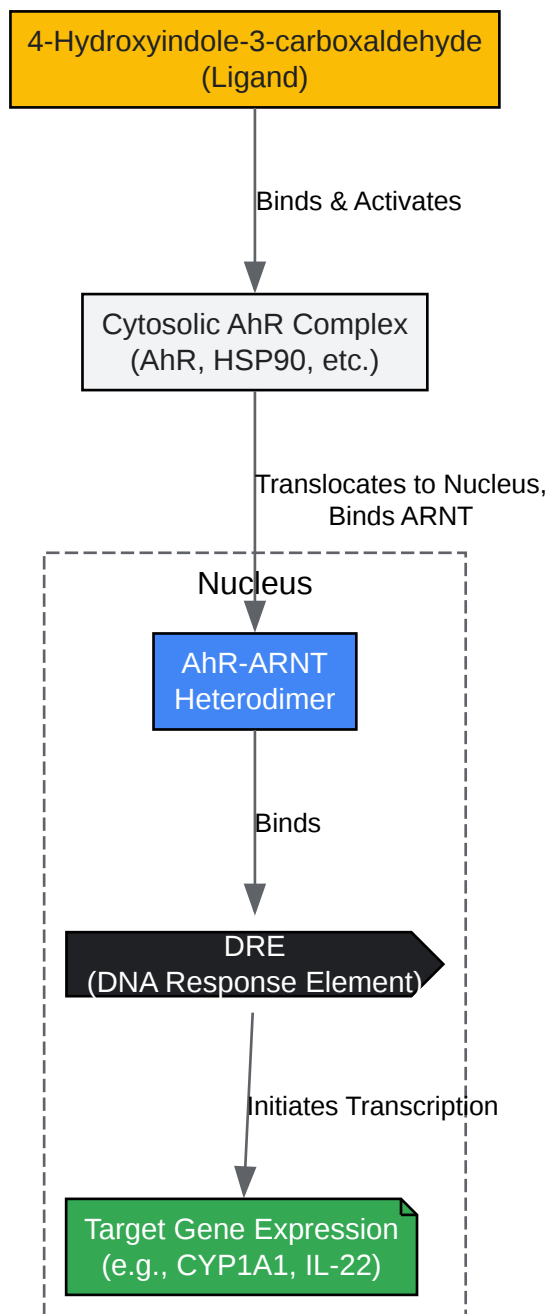 4-Hydroxyindole-3-carboxaldehyde
(Ligand)
Binds & Activates
Cytosolic AhR Complex
(AhR, HSP90, etc.)
Translocates to Nucleus,
Binds ARNT
Nucleus
AhR-ARNT
Heterodimer
Binds
DRE
(DNA Response Element)
Initiates Transcription
Target Gene Expression
(e.g., CYP1A1, IL-22)